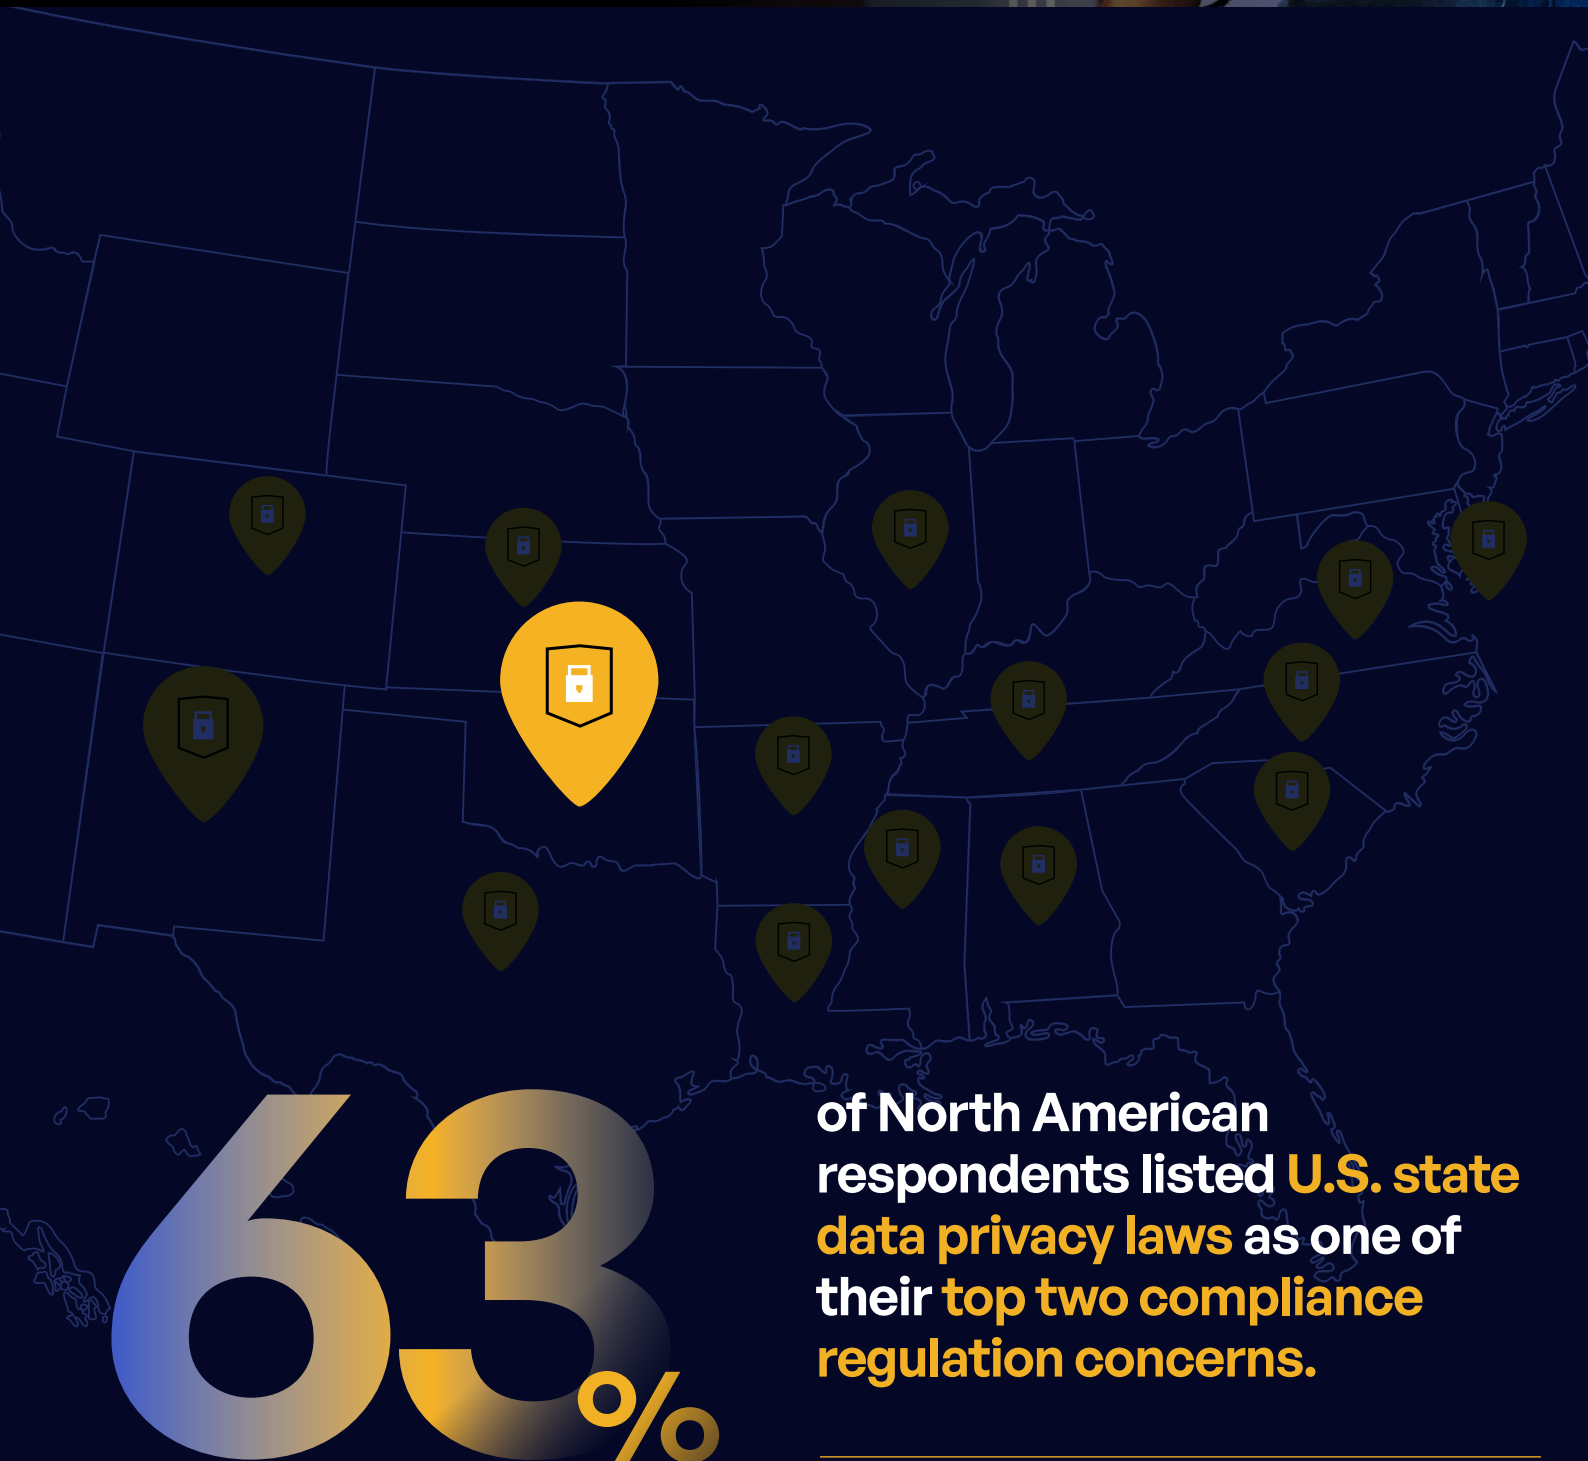 63%
of North American
respondents listed U.S. state
data privacy laws as one of
their top two compliance
regulation concerns.